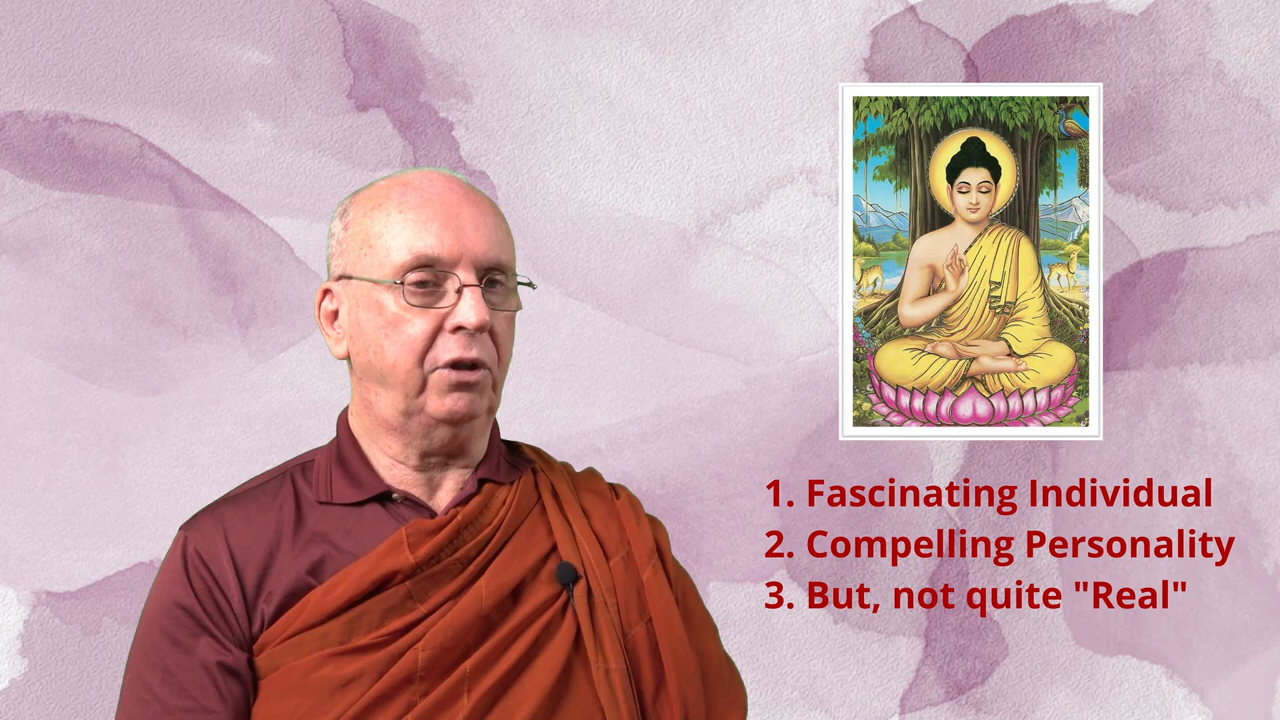 1. Fascinating Individual
2. Compelling Personality
3. But, not quite "Real"